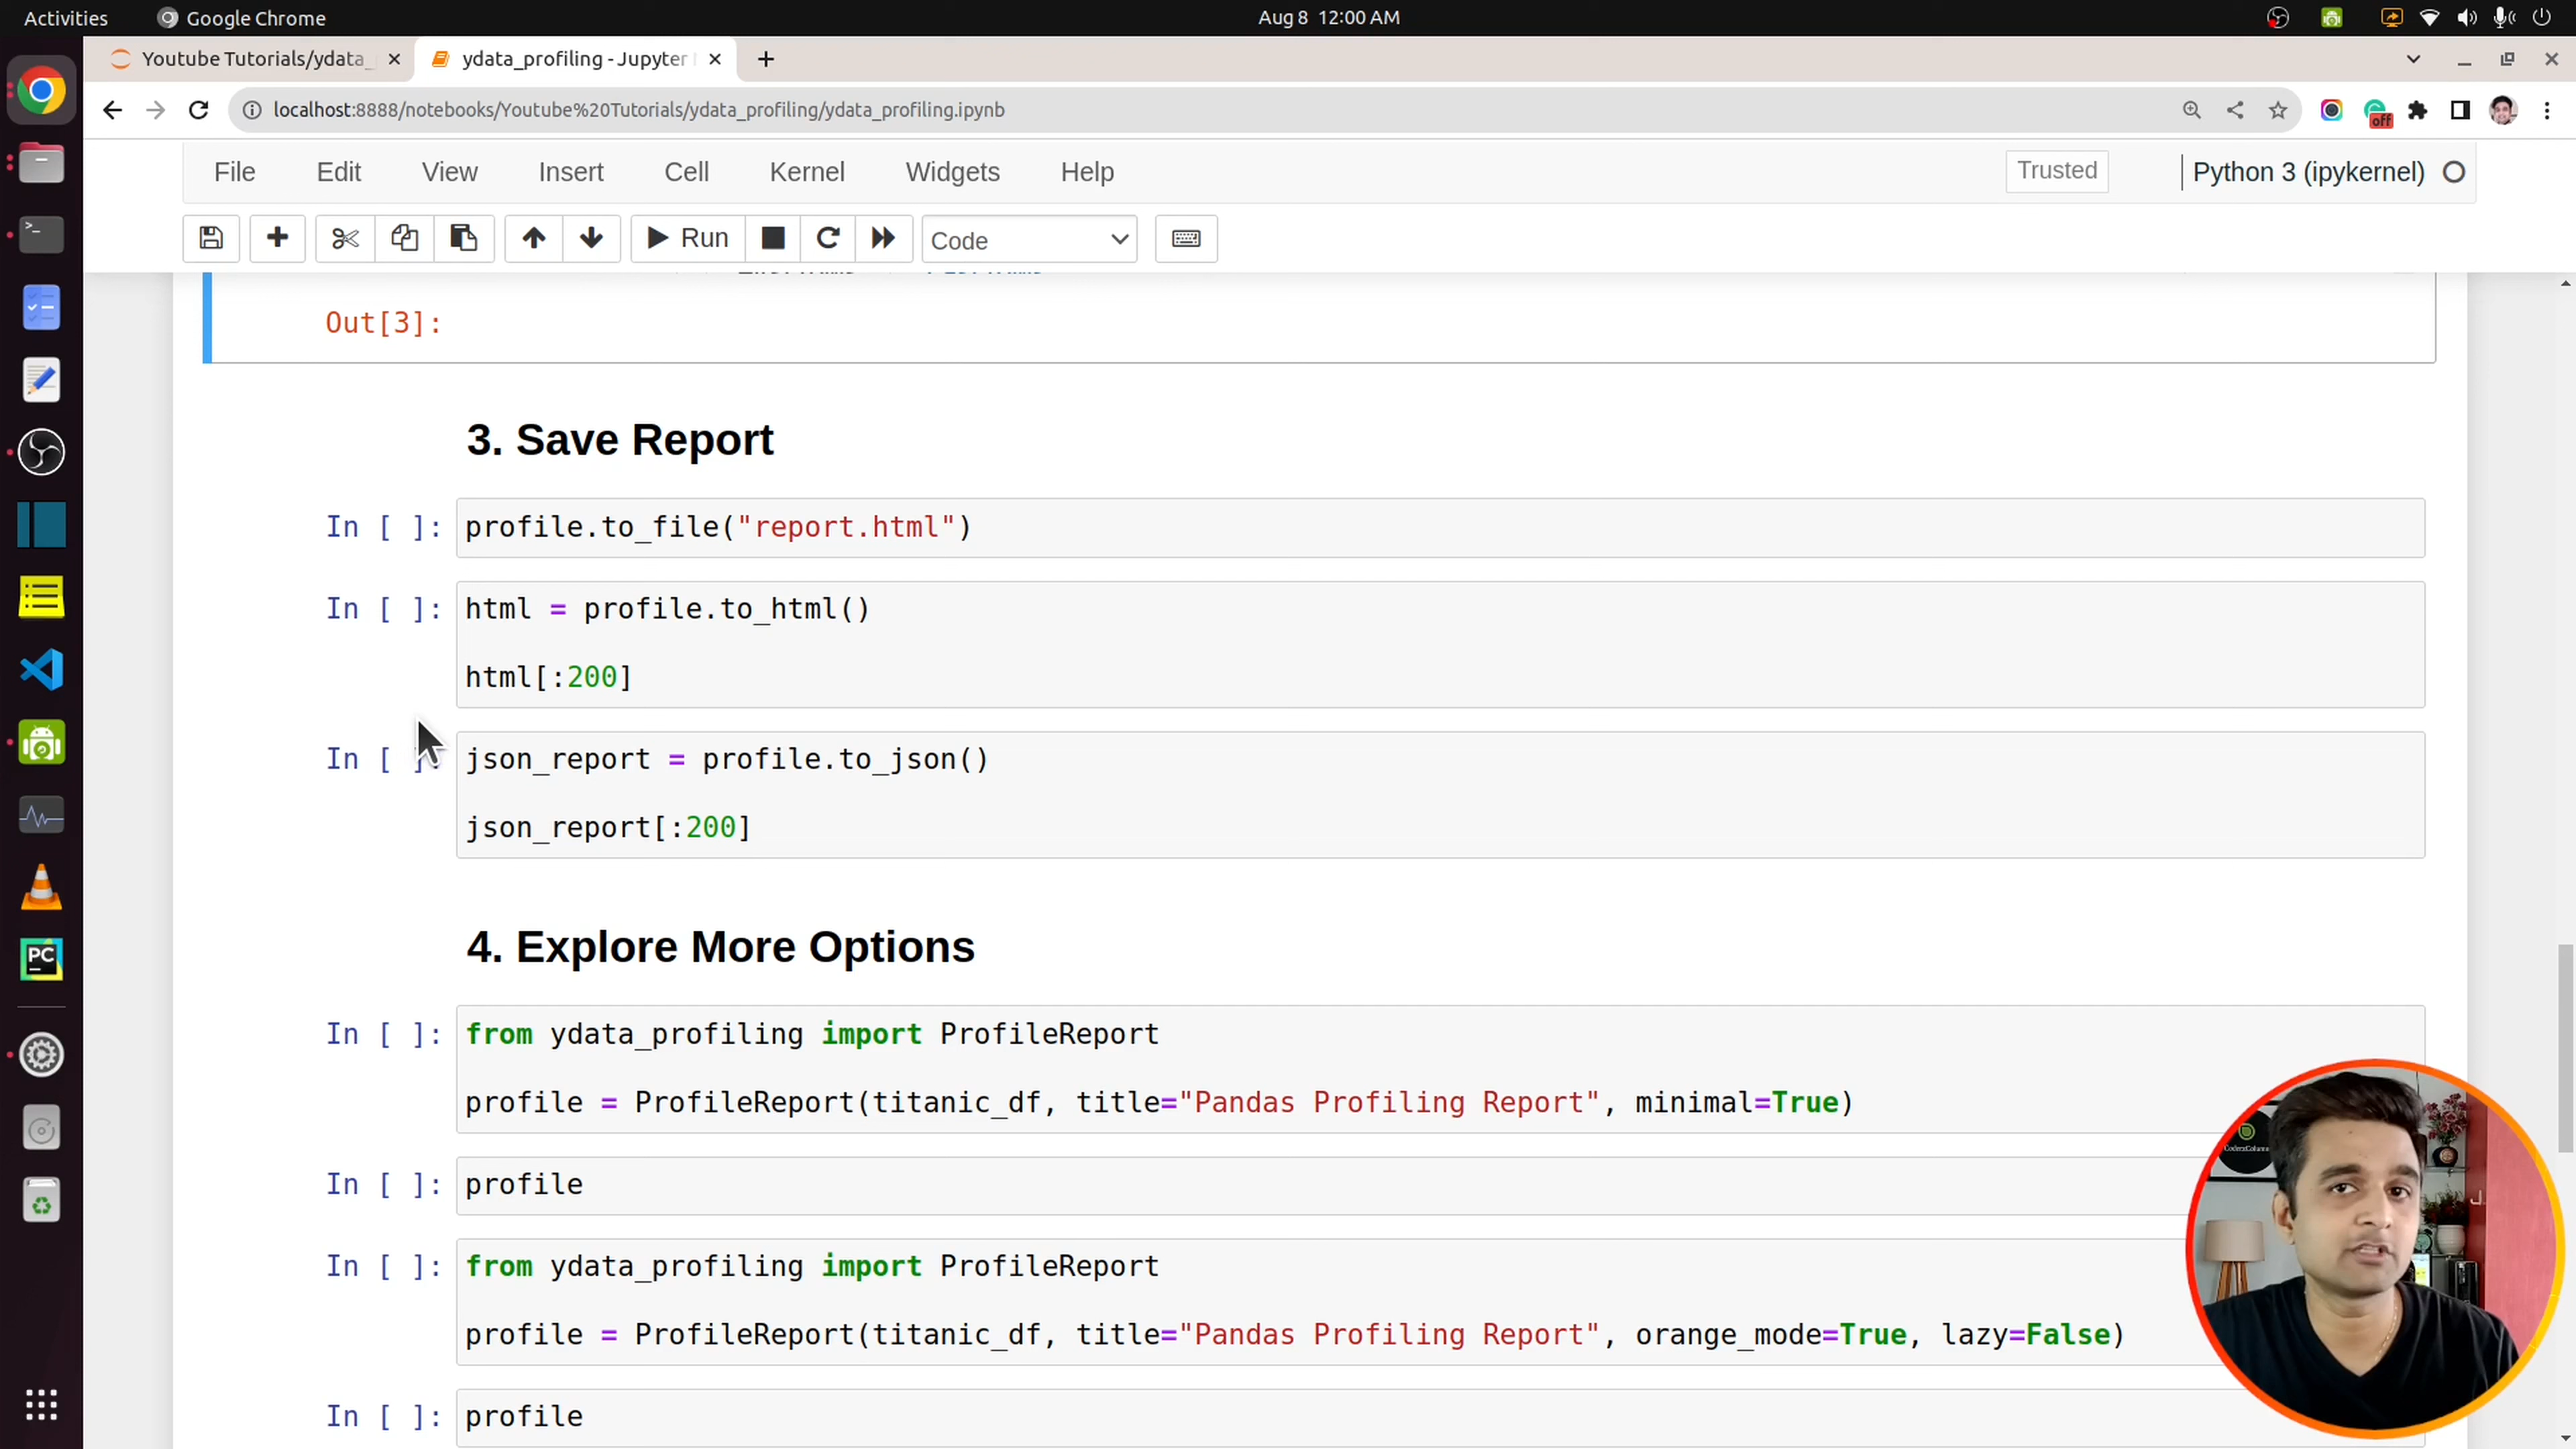 Activities
Google Chrome
Aug 8 12:00 AM
Youtube Tutorials/ydata_
ydata_profiling - Jupyter
localhost:8888/notebooks/Youtube%20Tutorials/ydata_profiling/ydata_profiling.ipynb
off
File Edit View Insert Cell Kernel Widgets Help
Trusted
Python 3 (ipykernel)
Run
Code
Out[3]:
3. Save Report
In [ ]: profile.to_file("report.html")
In [ ]: html = profile.to_html()
html[:200]
In [ ]: json_report = profile.to_json()
json_report[:200]
4. Explore More Options
In [ ]: from ydata_profiling import ProfileReport
profile = ProfileReport(titanic_df, title="Pandas Profiling Report", minimal=True)
In [ ]: profile
In [ ]: from ydata_profiling import ProfileReport
profile = ProfileReport(titanic_df, title="Pandas Profiling Report", orange_mode=True, lazy=False)
In [ ]: profile
PC